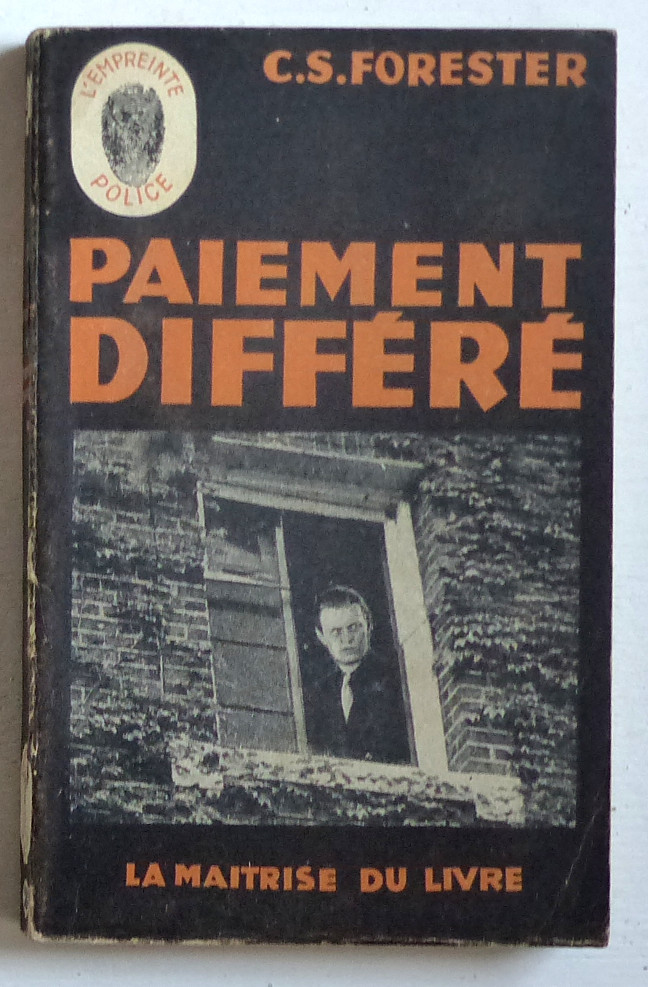 L'EMPREINTE
POLICE
C.S.FORESTER
PAIEMENT
DIFFÉRÉ
LA MAITRISE DU LIVRE